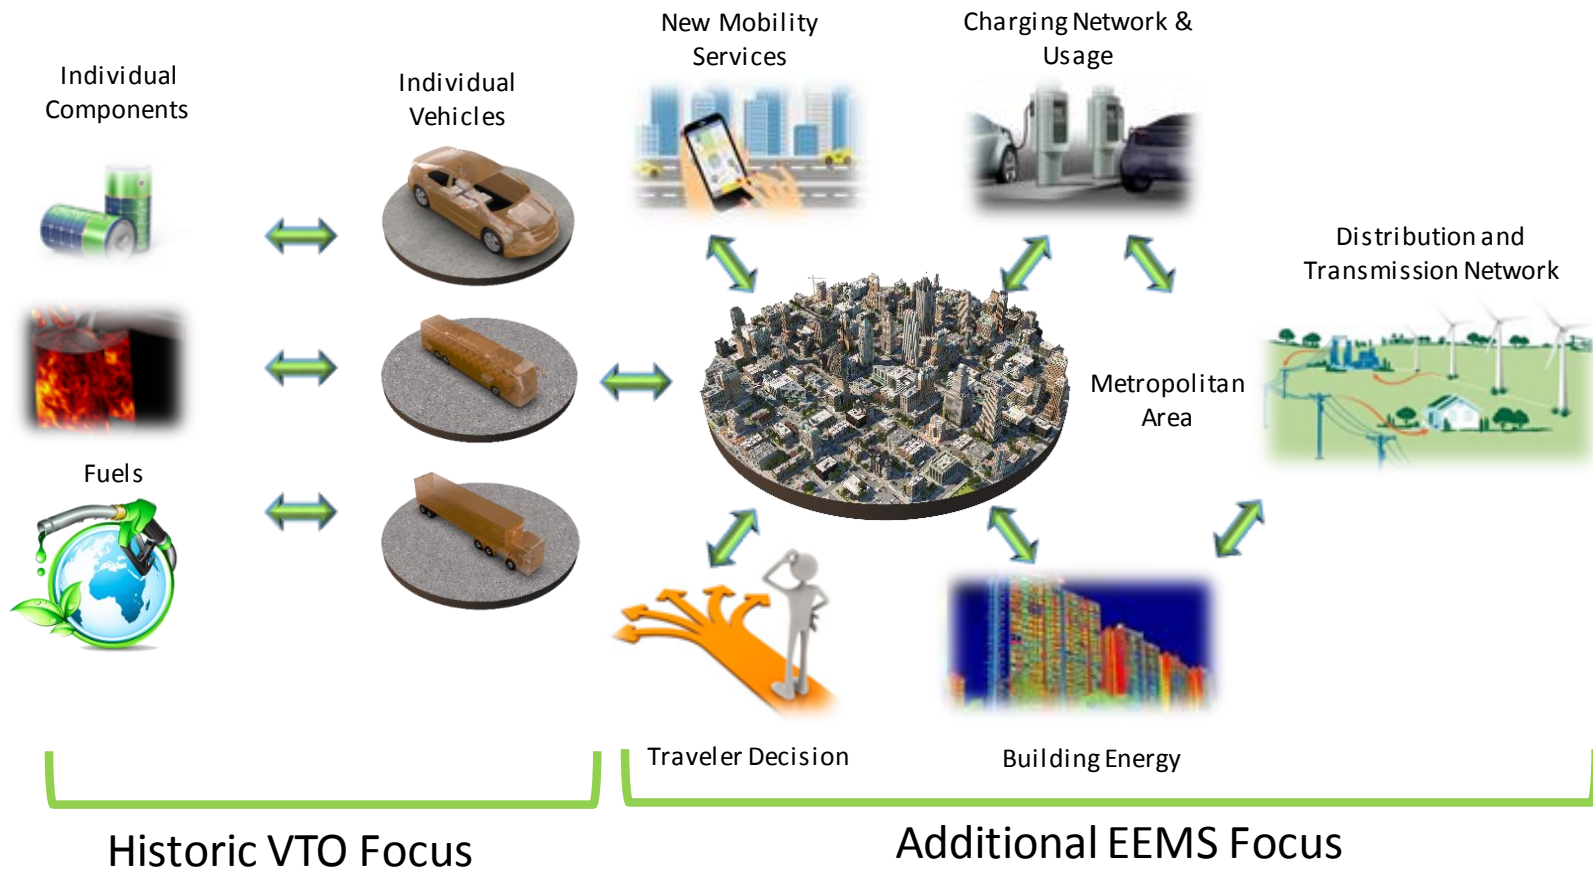 Individual
Components
Fuels
Individual
Vehicles
New Mobility
Services
Charging Network &
Usage
Distribution and
Transmission Network
Metropolitan
Area
Traveler Decision
Building Energy
Historic VTO Focus
Additional EEMS Focus